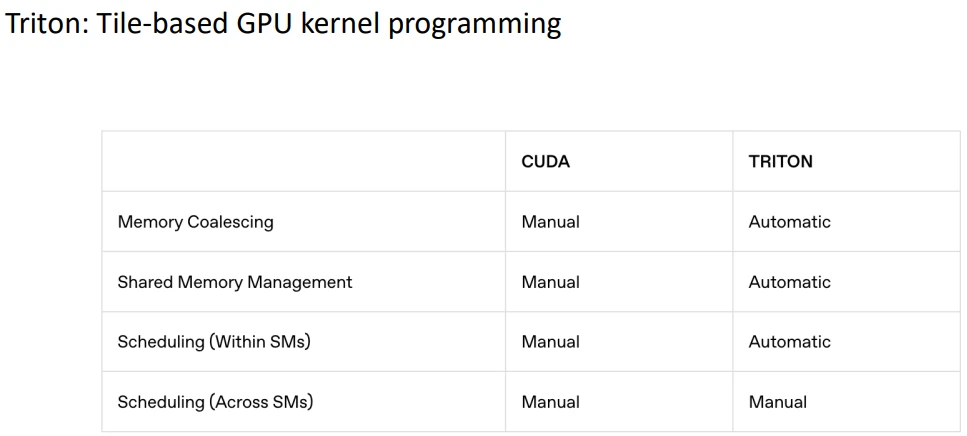 Triton: Tile-based GPU kernel programming
CUDA TRITON
Memory Coalescing Manual Automatic
Shared Memory Management Manual Automatic
Scheduling (Within SMs) Manual Automatic
Scheduling (Across SMs) Manual Manual